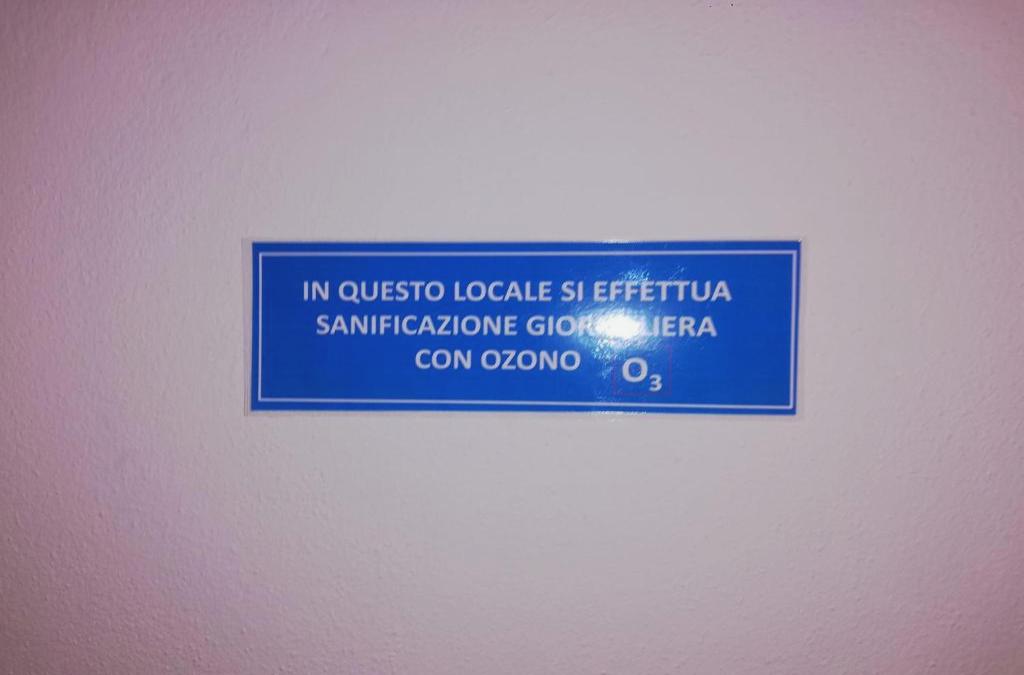 IN QUESTO LOCALE SI EFFETTUA
SANIFICAZIONE
CON OZONO O₃